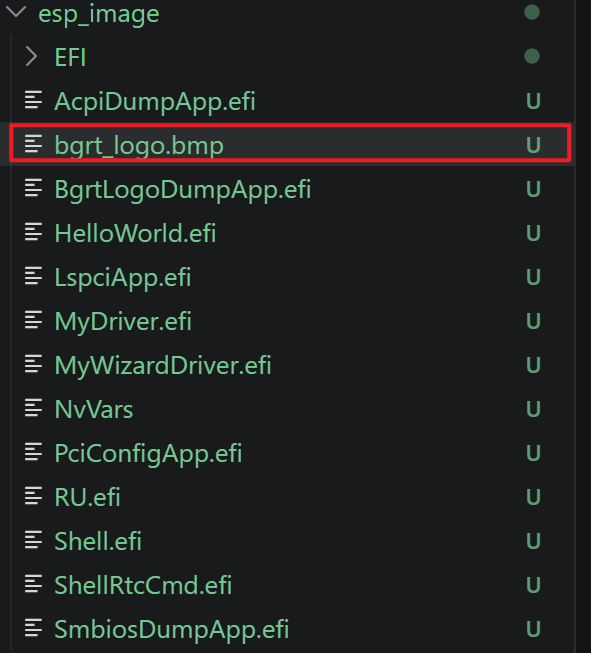 esp_image
EFI
AcpiDumpApp.efi U
bgrt_logo.bmp U
BgrtLogoDumpApp.efi U
HelloWorld.efi U
LspciApp.efi U
MyDriver.efi U
MyWizardDriver.efi U
NvVars U
PciConfigApp.efi U
RU.efi U
Shell.efi U
ShellRtcCmd.efi U
SmbiosDumpApp.efi U